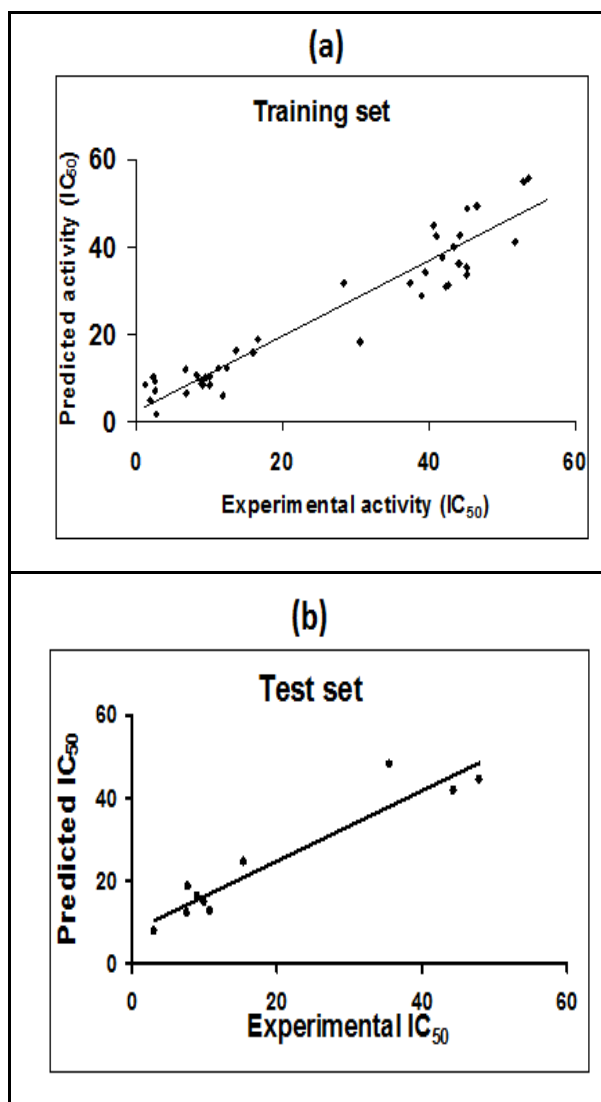 (a)
Training set
Predicted activity (IC₅₀)
60
40
20
0
0 20 40 60
Experimental activity (IC₅₀)
(b)
Test set
Predicted IC₅₀
60
40
20
0
0 20 40 60
Experimental IC₅₀